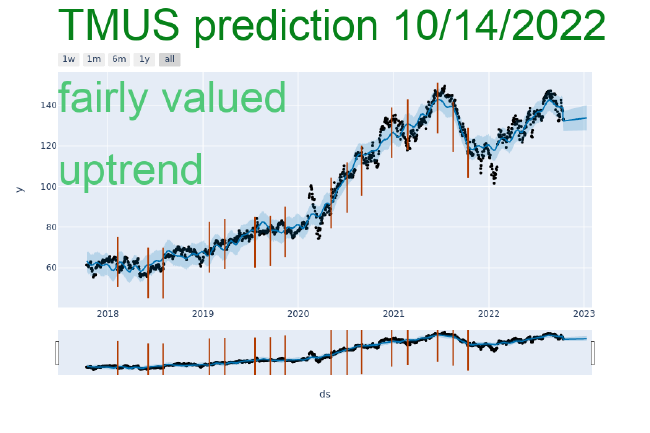 TMUS prediction 10/14/2022
1w 1m 6m 1y all
fairly valued
uptrend
140
120
100
80
60
y
2018 2019 2020 2021 2022 2023
ds